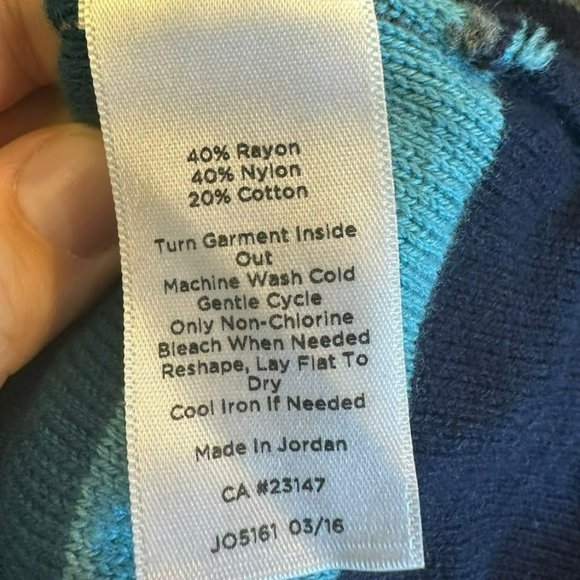 40% Rayon
40% Nylon
20% Cotton
Turn Garment Inside
Out
Machine Wash Cold
Gentle Cycle
Only Non-Chlorine
Bleach When Needed
Reshape, Lay Flat To
Dry
Cool Iron If Needed
Made In Jordan
CA #23147
JO5161 03/16